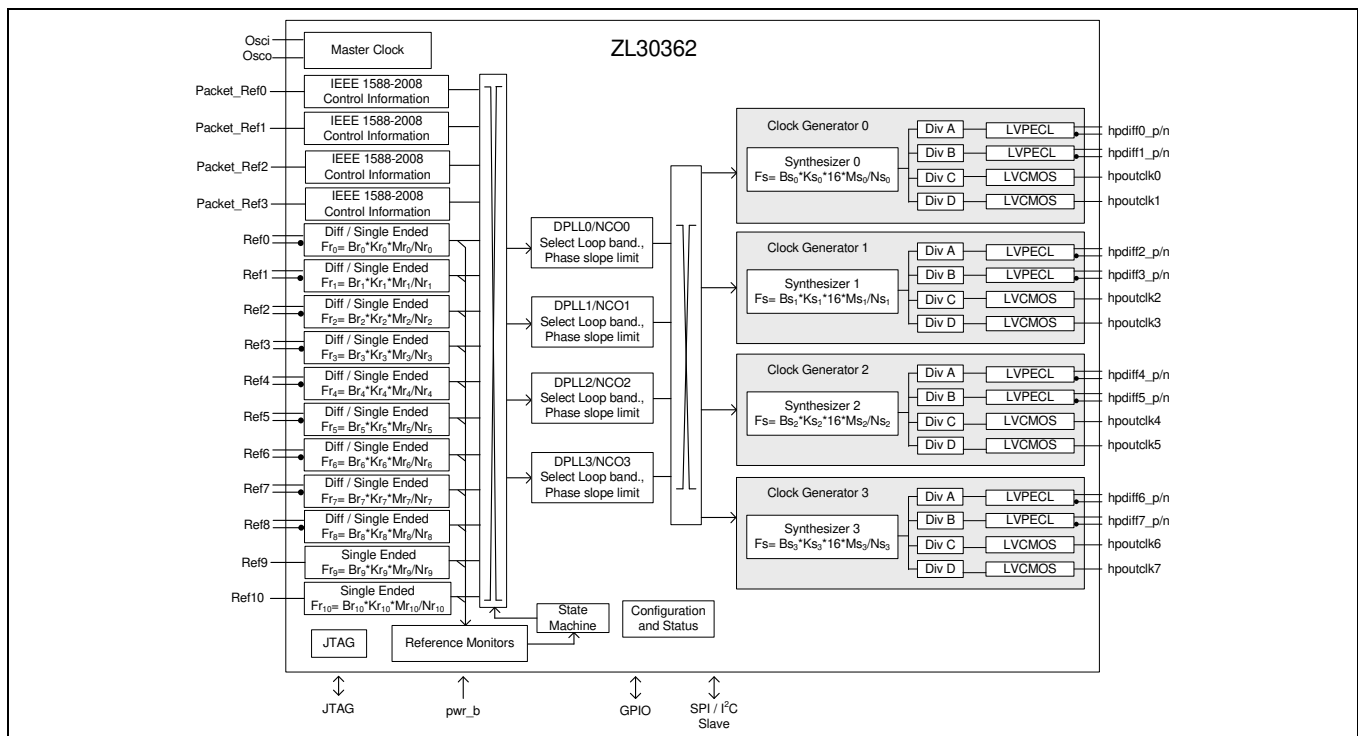 ZL30362
Osci
Osco
Master Clock
Packet_Ref0
IEEE 1588-2008
Control Information
Packet_Ref1
IEEE 1588-2008
Control Information
Packet_Ref2
IEEE 1588-2008
Control Information
Packet_Ref3
IEEE 1588-2008
Control Information
Ref0
Diff / Single Ended
Fr₀= Br₀*Kr₀*Mr₀/Nr₀
Ref1
Diff / Single Ended
Fr₁= Br₁*Kr₁*Mr₁/Nr₁
Ref2
Diff / Single Ended
Fr₂= Br₂*Kr₂*Mr₂/Nr₂
Ref3
Diff / Single Ended
Fr₃= Br₃*Kr₃*Mr₃/Nr₃
Ref4
Diff / Single Ended
Fr₄= Br₄*Kr₄*Mr₄/Nr₄
Ref5
Diff / Single Ended
Fr₅= Br₅*Kr₅*Mr₅/Nr₅
Ref6
Diff / Single Ended
Fr₆= Br₆*Kr₆*Mr₆/Nr₆
Ref7
Diff / Single Ended
Fr₇= Br₇*Kr₇*Mr₇/Nr₇
Ref8
Diff / Single Ended
Fr₈= Br₈*Kr₈*Mr₈/Nr₈
Ref9
Single Ended
Fr₉= Br₉*Kr₉*Mr₉/Nr₉
Ref10
Single Ended
Fr₁₀= Br₁₀*Kr₁₀*Mr₁₀/Nr₁₀
JTAG
Reference Monitors
State
Machine
Configuration
and Status
DPLL0/NCO0
Select Loop band.,
Phase slope limit
DPLL1/NCO1
Select Loop band.,
Phase slope limit
DPLL2/NCO2
Select Loop band.,
Phase slope limit
DPLL3/NCO3
Select Loop band.,
Phase slope limit
Clock Generator 0
Synthesizer 0
Fs= Bs₀*Ks₀*16*Ms₀/Ns₀
Div A
LVPECL
hpdiff0_p/n
Div B
LVPECL
hpdiff1_p/n
Div C
LVCMOS
hpoutclk0
Div D
LVCMOS
hpoutclk1
Clock Generator 1
Synthesizer 1
Fs= Bs₁*Ks₁*16*Ms₁/Ns₁
Div A
LVPECL
hpdiff2_p/n
Div B
LVPECL
hpdiff3_p/n
Div C
LVCMOS
hpoutclk2
Div D
LVCMOS
hpoutclk3
Clock Generator 2
Synthesizer 2
Fs= Bs₂*Ks₂*16*Ms₂/Ns₂
Div A
LVPECL
hpdiff4_p/n
Div B
LVPECL
hpdiff5_p/n
Div C
LVCMOS
hpoutclk4
Div D
LVCMOS
hpoutclk5
Clock Generator 3
Synthesizer 3
Fs= Bs₃*Ks₃*16*Ms₃/Ns₃
Div A
LVPECL
hpdiff6_p/n
Div B
LVPECL
hpdiff7_p/n
Div C
LVCMOS
hpoutclk6
Div D
LVCMOS
hpoutclk7
JTAG
pwr_b
GPIO
SPI / I²C
Slave